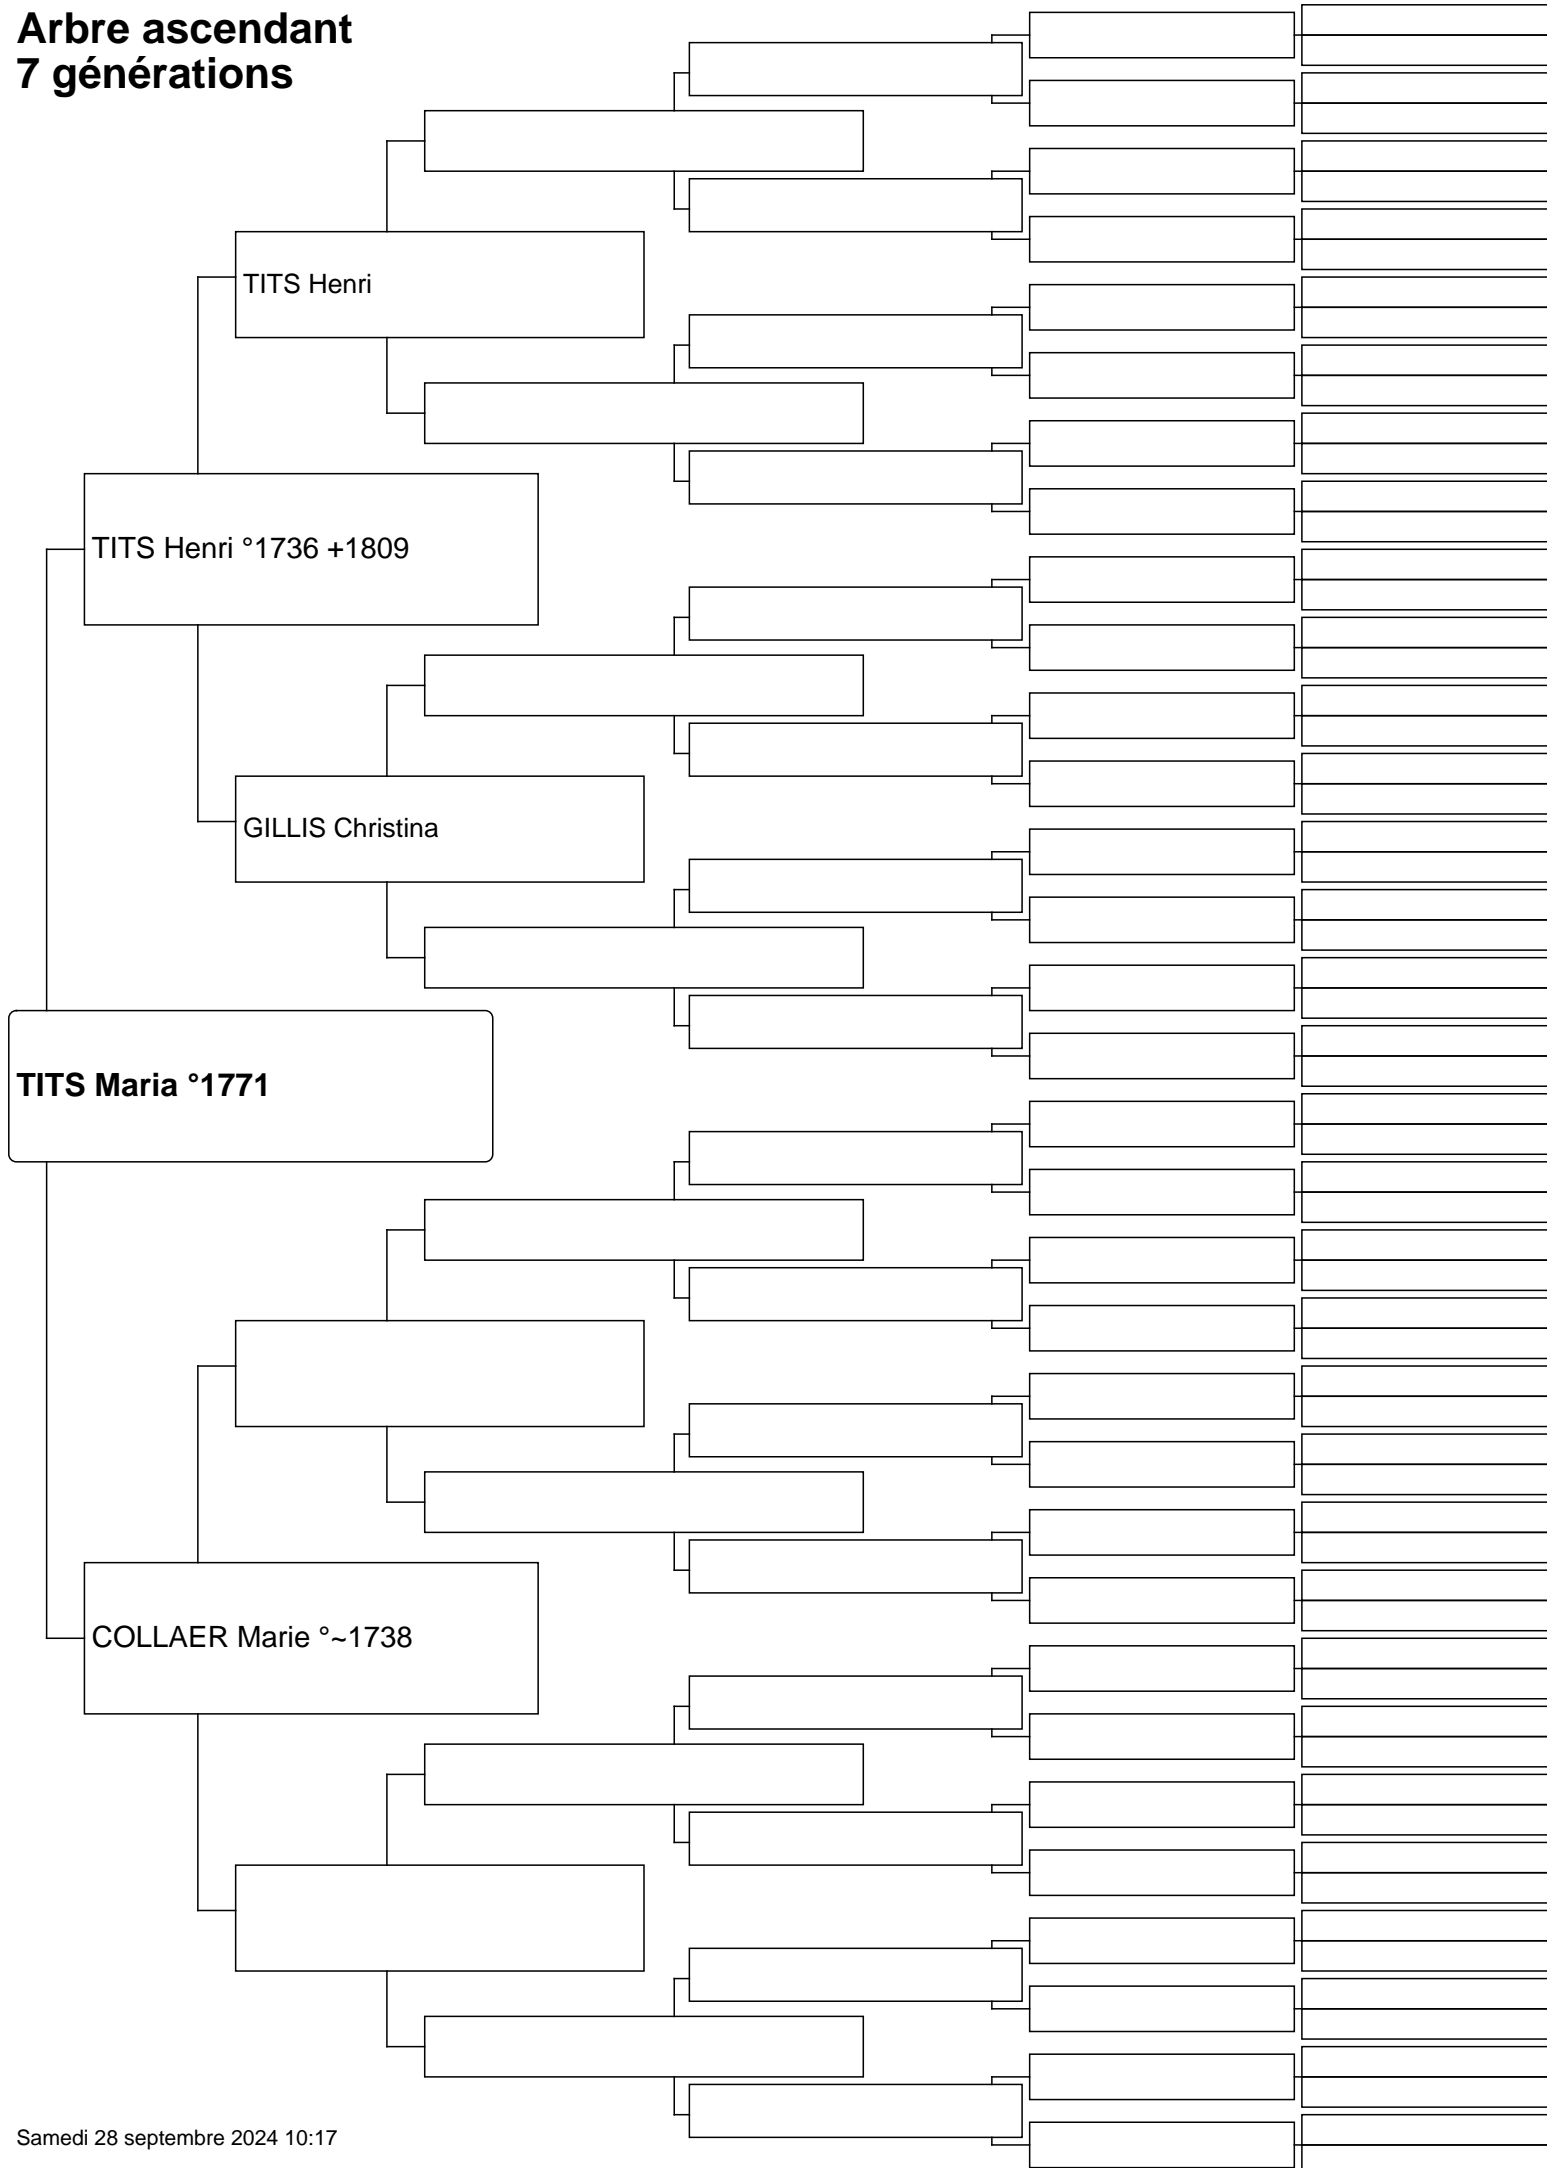 Arbre ascendant
7 générations
TITS Henri
TITS Henri °1736 +1809
GILLIS Christina
TITS Maria °1771
COLLAER Marie °~1738
Samedi 28 septembre 2024 10:17